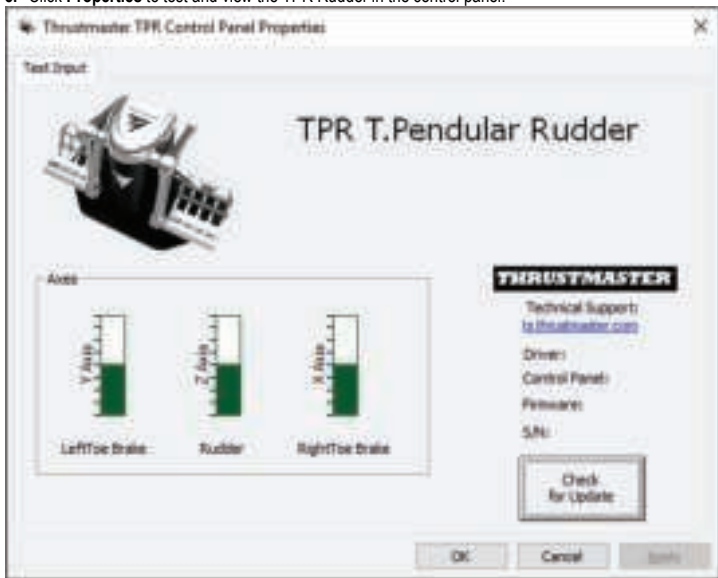 Click Properties to test and view the TPR Rudder in the control panel.
Thrustmaster TPR Control Panel Properties
Test Input
TPR T.Pendular Rudder
Axes
Y Axis
Z Axis
X Axis
LeftToe Brake
Rudder
RightToe Brake
THRUSTMASTER
Technical Support:
ts.thrustmaster.com
Driver:
Control Panel:
Firmware:
S/N:
Check
for Update
OK
Cancel
Apply